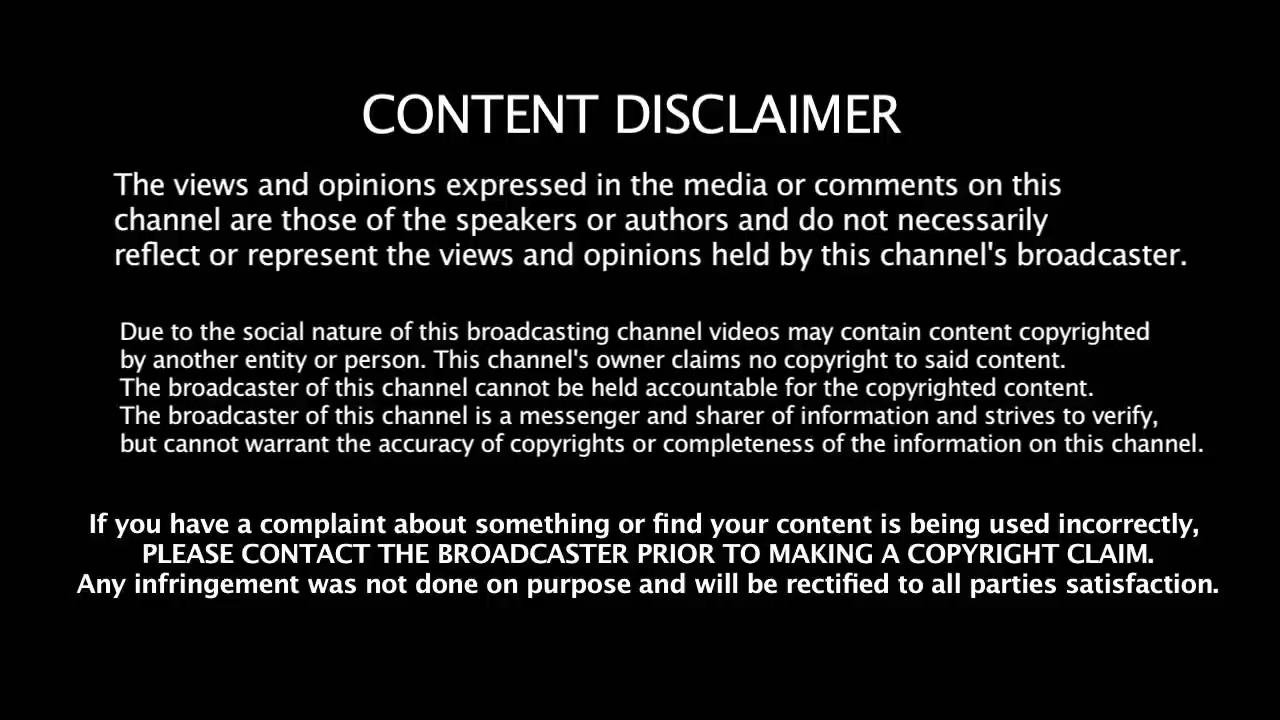 CONTENT DISCLAIMER
The views and opinions expressed in the media or comments on this
channel are those of the speakers or authors and do not necessarily
reflect or represent the views and opinions held by this channel's broadcaster.
Due to the social nature of this broadcasting channel videos may contain content copyrighted
by another entity or person. This channel's owner claims no copyright to said content.
The broadcaster of this channel cannot be held accountable for the copyrighted content.
The broadcaster of this channel is a messenger and sharer of information and strives to verify,
but cannot warrant the accuracy of copyrights or completeness of the information on this channel.
If you have a complaint about something or find your content is being used incorrectly,
PLEASE CONTACT THE BROADCASTER PRIOR TO MAKING A COPYRIGHT CLAIM.
Any infringement was not done on purpose and will be rectified to all parties satisfaction.